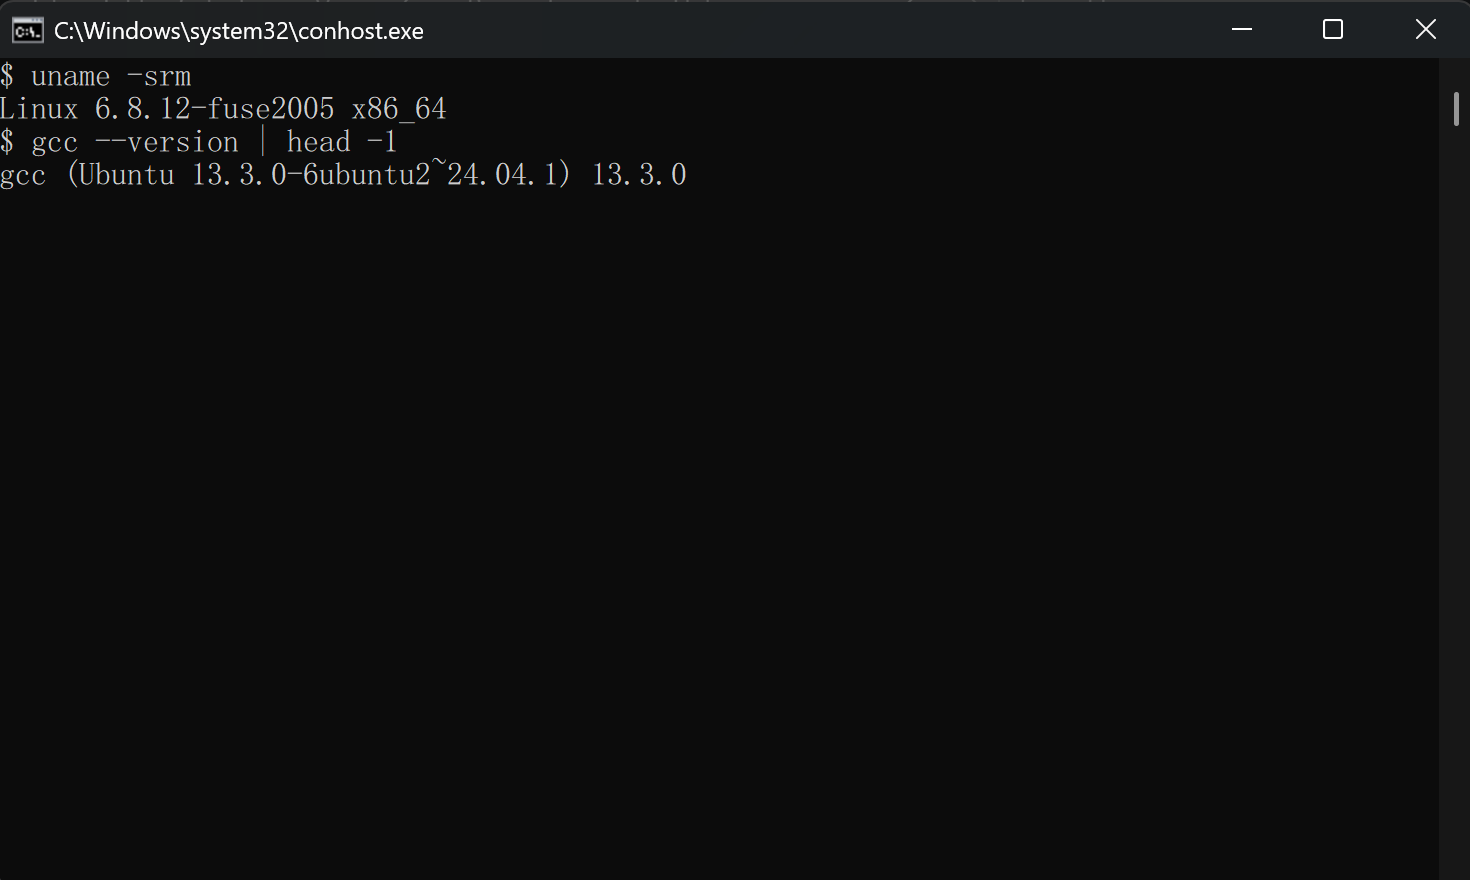 C:\Windows\system32\conhost.exe
$ uname -srm
Linux 6.8.12-fuse2005 x86_64
$ gcc --version | head -1
gcc (Ubuntu 13.3.0-6ubuntu2~24.04.1) 13.3.0